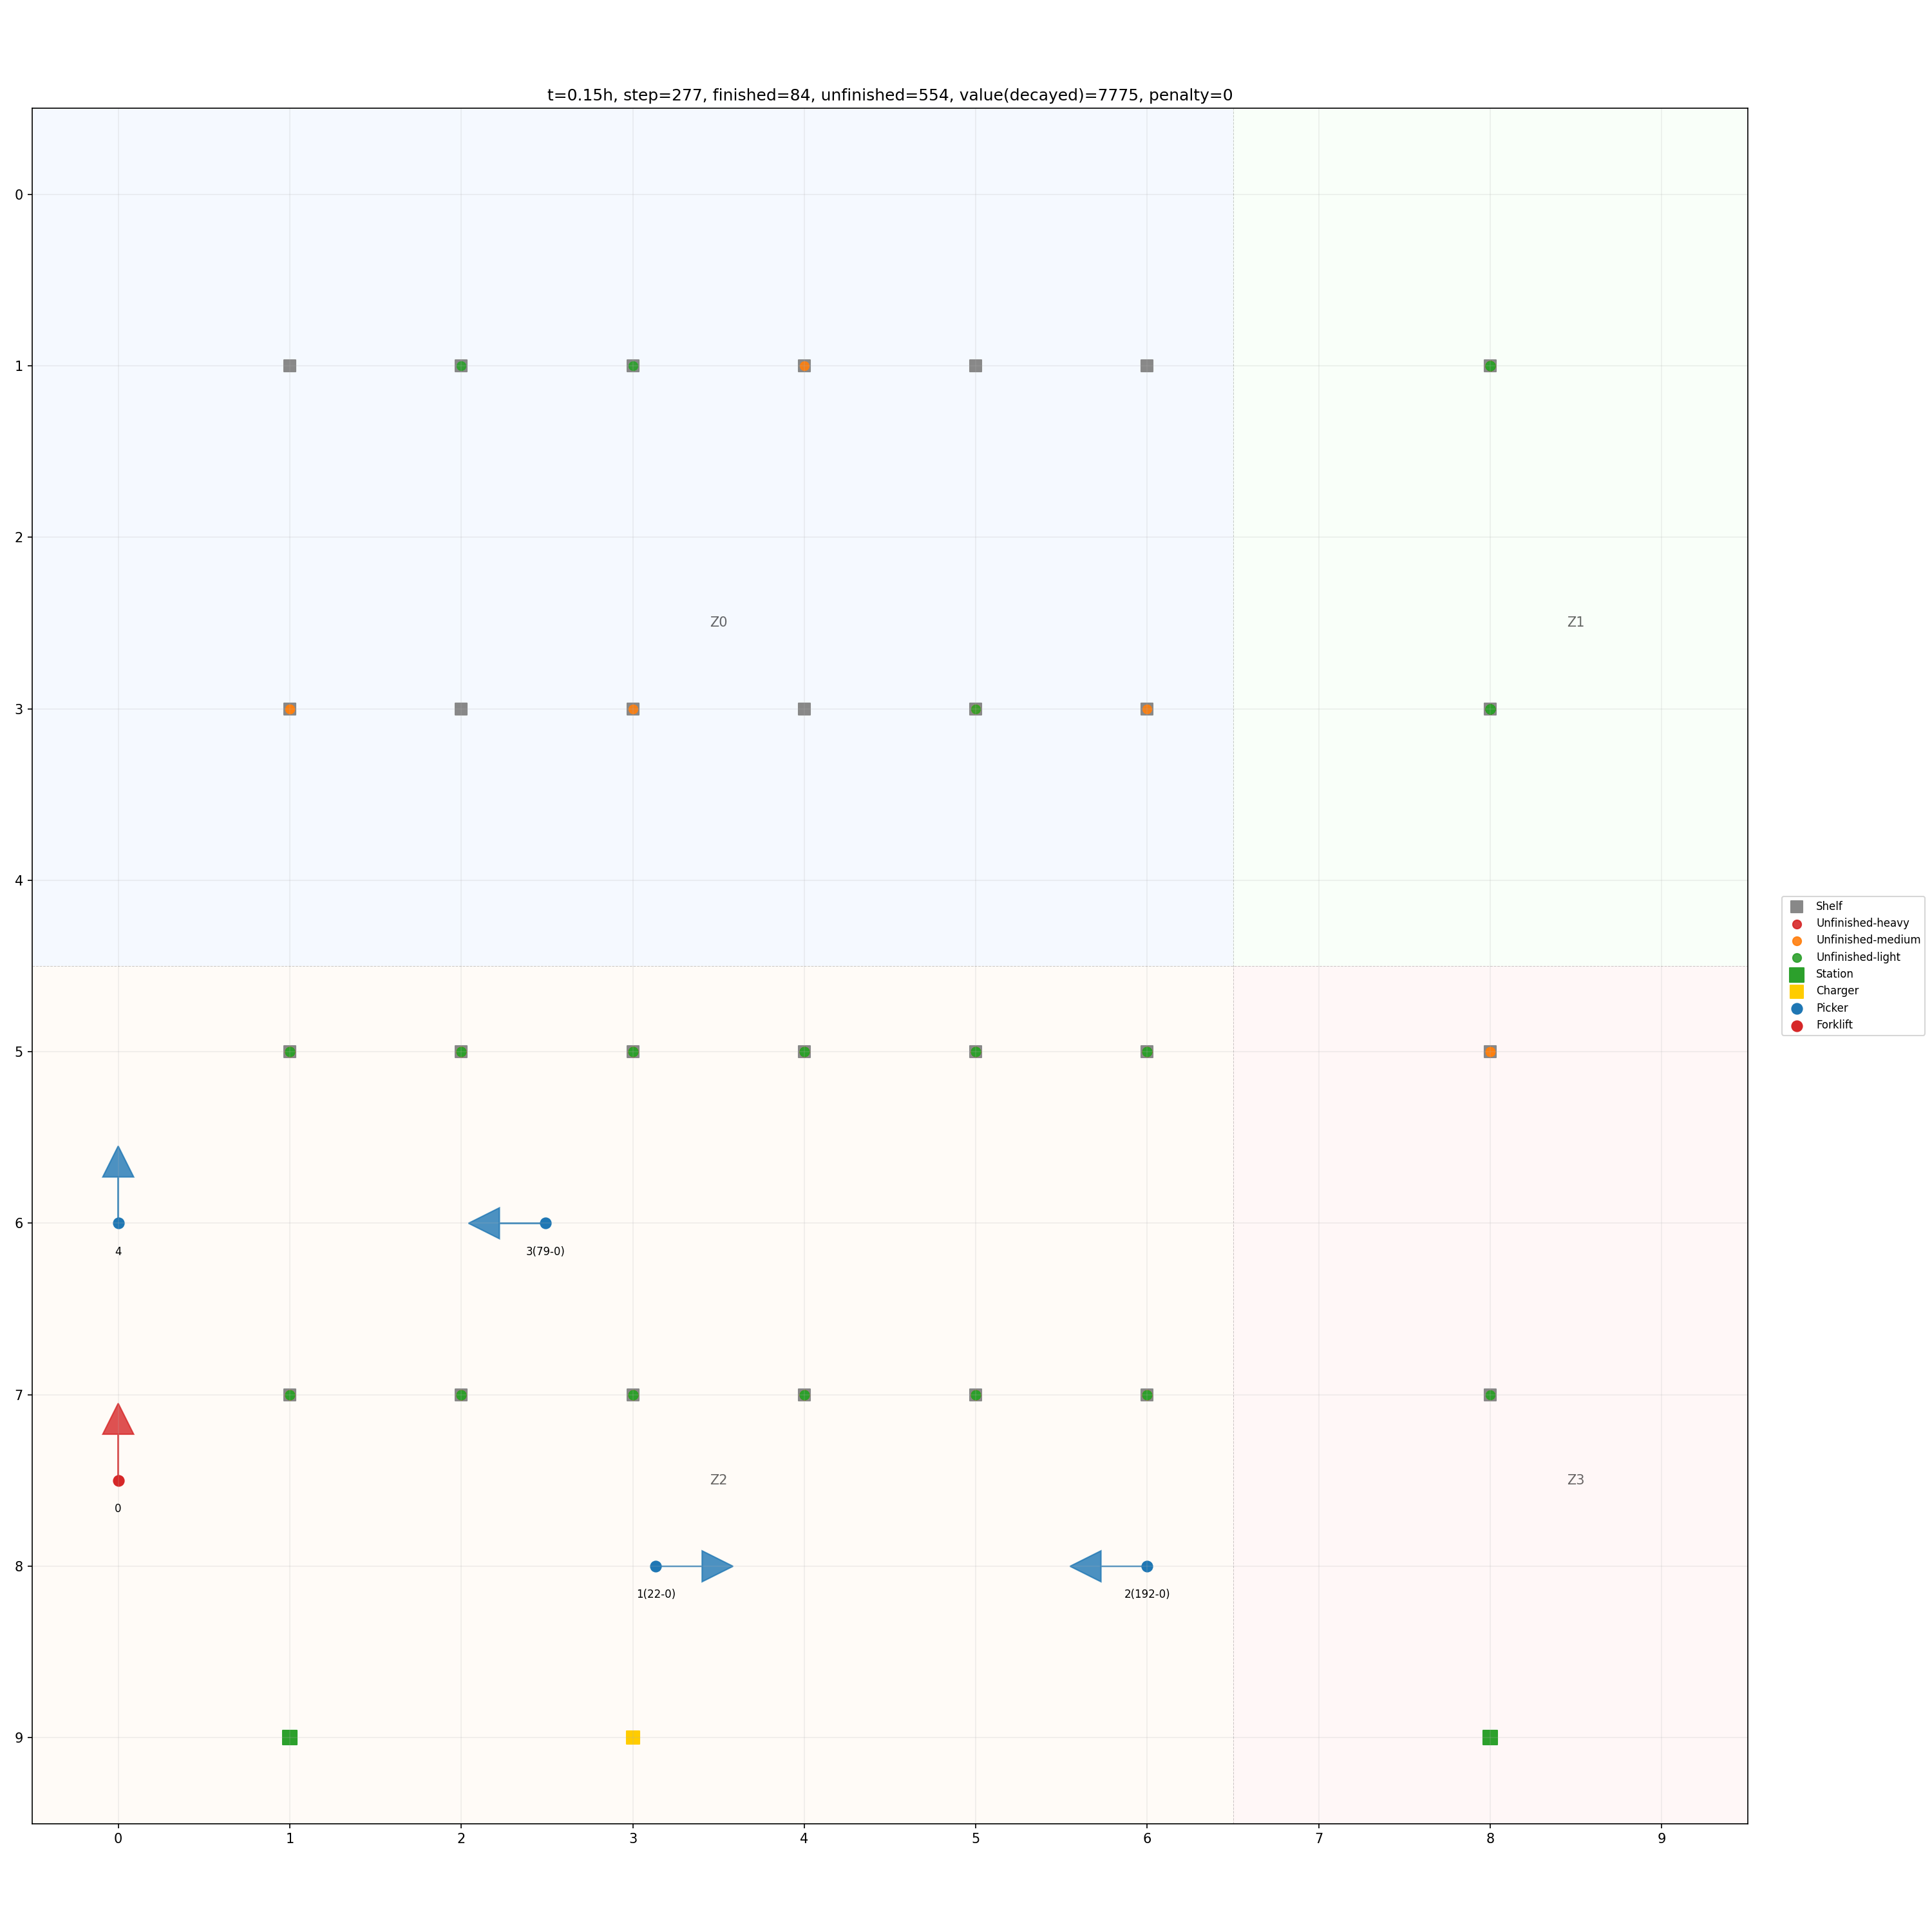 t=0.15h, step=277, finished=84, unfinished=554, value(decayed)=7775, penalty=0
0
1
2
Z0
Z1
3
4
Shelf
Unfinished-heavy
Unfinished-medium
Unfinished-light
Station
Charger
Picker
Forklift
5
6
4
3(79-0)
7
Z2
Z3
0
8
1(22-0)
2(192-0)
9
0
1
2
3
4
5
6
7
8
9